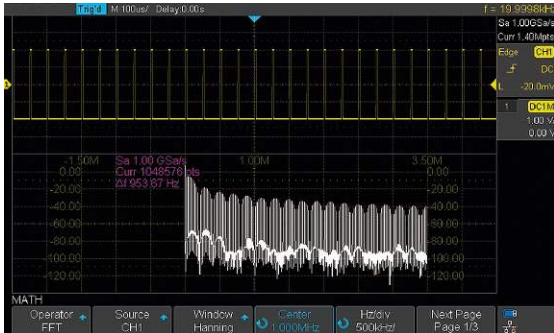 Trig'd M 100us/ Delay:0.00s f = 19.9998kHz
Sa 1.00GSa/s
Curr 1.40Mpts
Edge CH1
DC
L -20.0mV
1 DC1M
1.00 V/
0.00 V
1
-1.50M 1.00M 3.50M
Sa 1.00 GSa/s
Curr 1048576 pts
Δf 953.67 Hz
0.00 0.00
-20.00 -20.00
-40.00 -40.00
-60.00 -60.00
-80.00 -80.00
-100.00 -100.00
-120.00 -120.00
MATH
Operator Source Window Center Hz/div Next Page
FFT CH1 Hanning 1.000MHz 500kHz/ Page 1/3